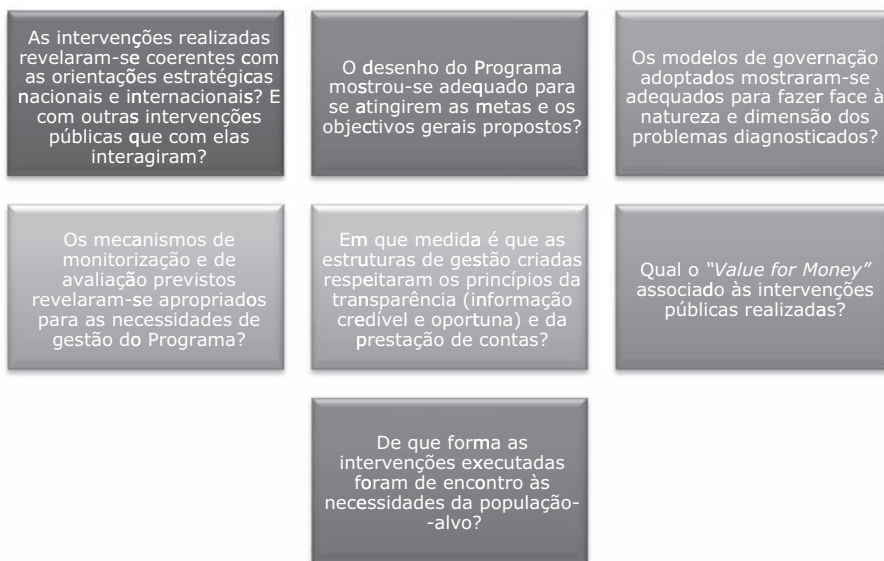 As intervenções realizadas
revelaram-se coerentes com
as orientações estratégicas
nacionais e internacionais? E
com outras intervenções
públicas que com elas
interagiram?
O desenho do Programa
mostrou-se adequado para
se atingirem as metas e os
objectivos gerais propostos?
Os modelos de governação
adoptados mostraram-se
adequados para fazer face à
natureza e dimensão dos
problemas diagnosticados?
Os mecanismos de
monitorização e de
avaliação previstos
revelaram-se apropriados
para as necessidades de
gestão do Programa?
Em que medida é que as
estruturas de gestão criadas
respeitaram os princípios da
transparência (informação
credível e oportuna) e da
prestação de contas?
Qual o “Value for Money”
associado às intervenções
públicas realizadas?
De que forma as
intervenções executadas
foram de encontro às
necessidades da população-
-alvo?